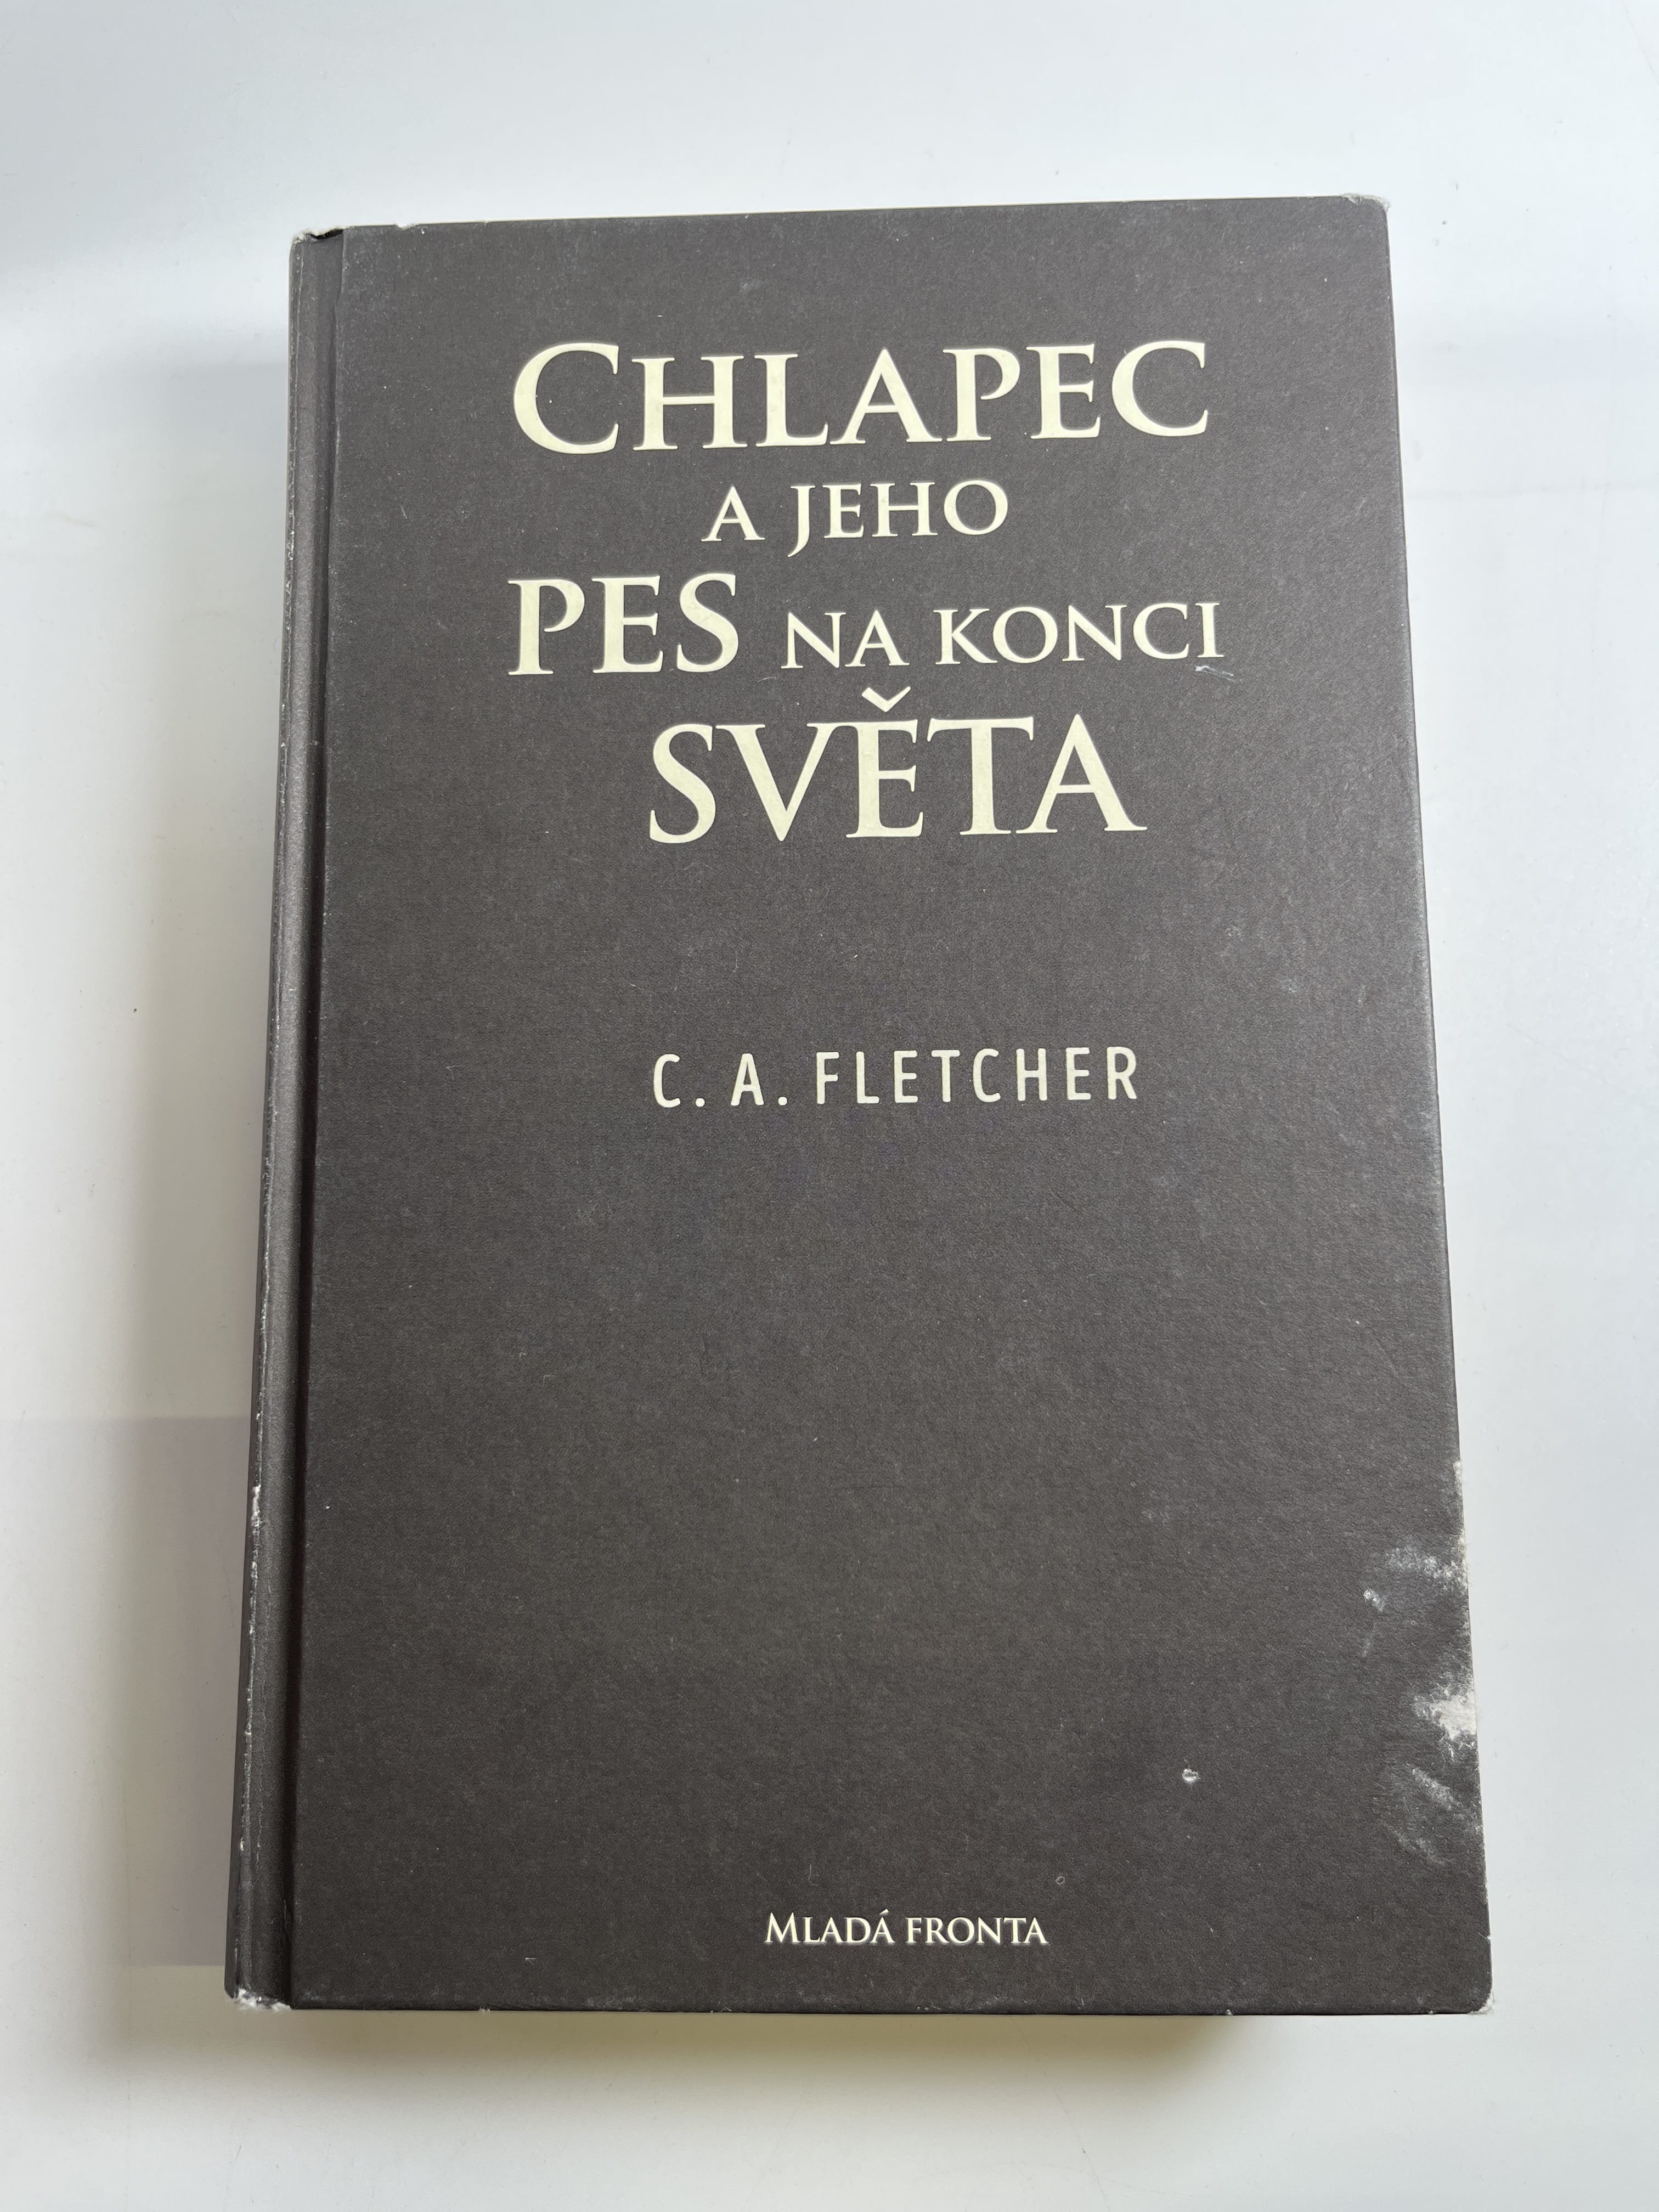 CHLAPEC
A JEHO
PES NA KONCI
SVĚTA
C. A. FLETCHER
MLADÁ FRONTA